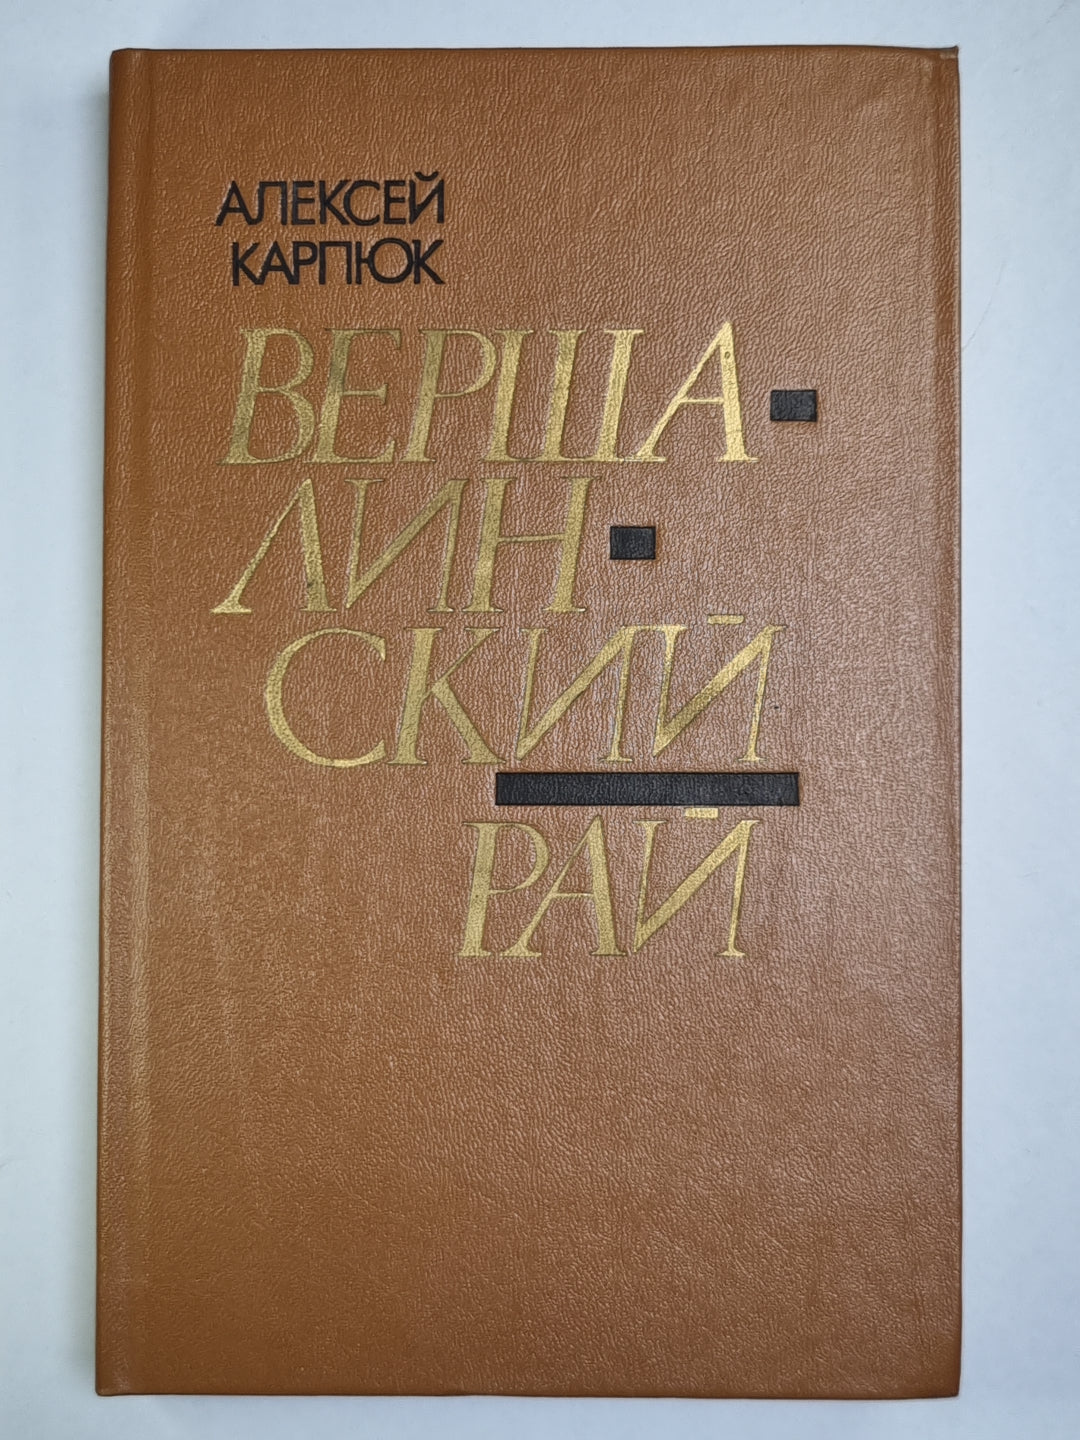 АЛЕКСЕЙ
КАРПЮК
ВЕРША-
ЛИН-
СКИЙ
РАЙ